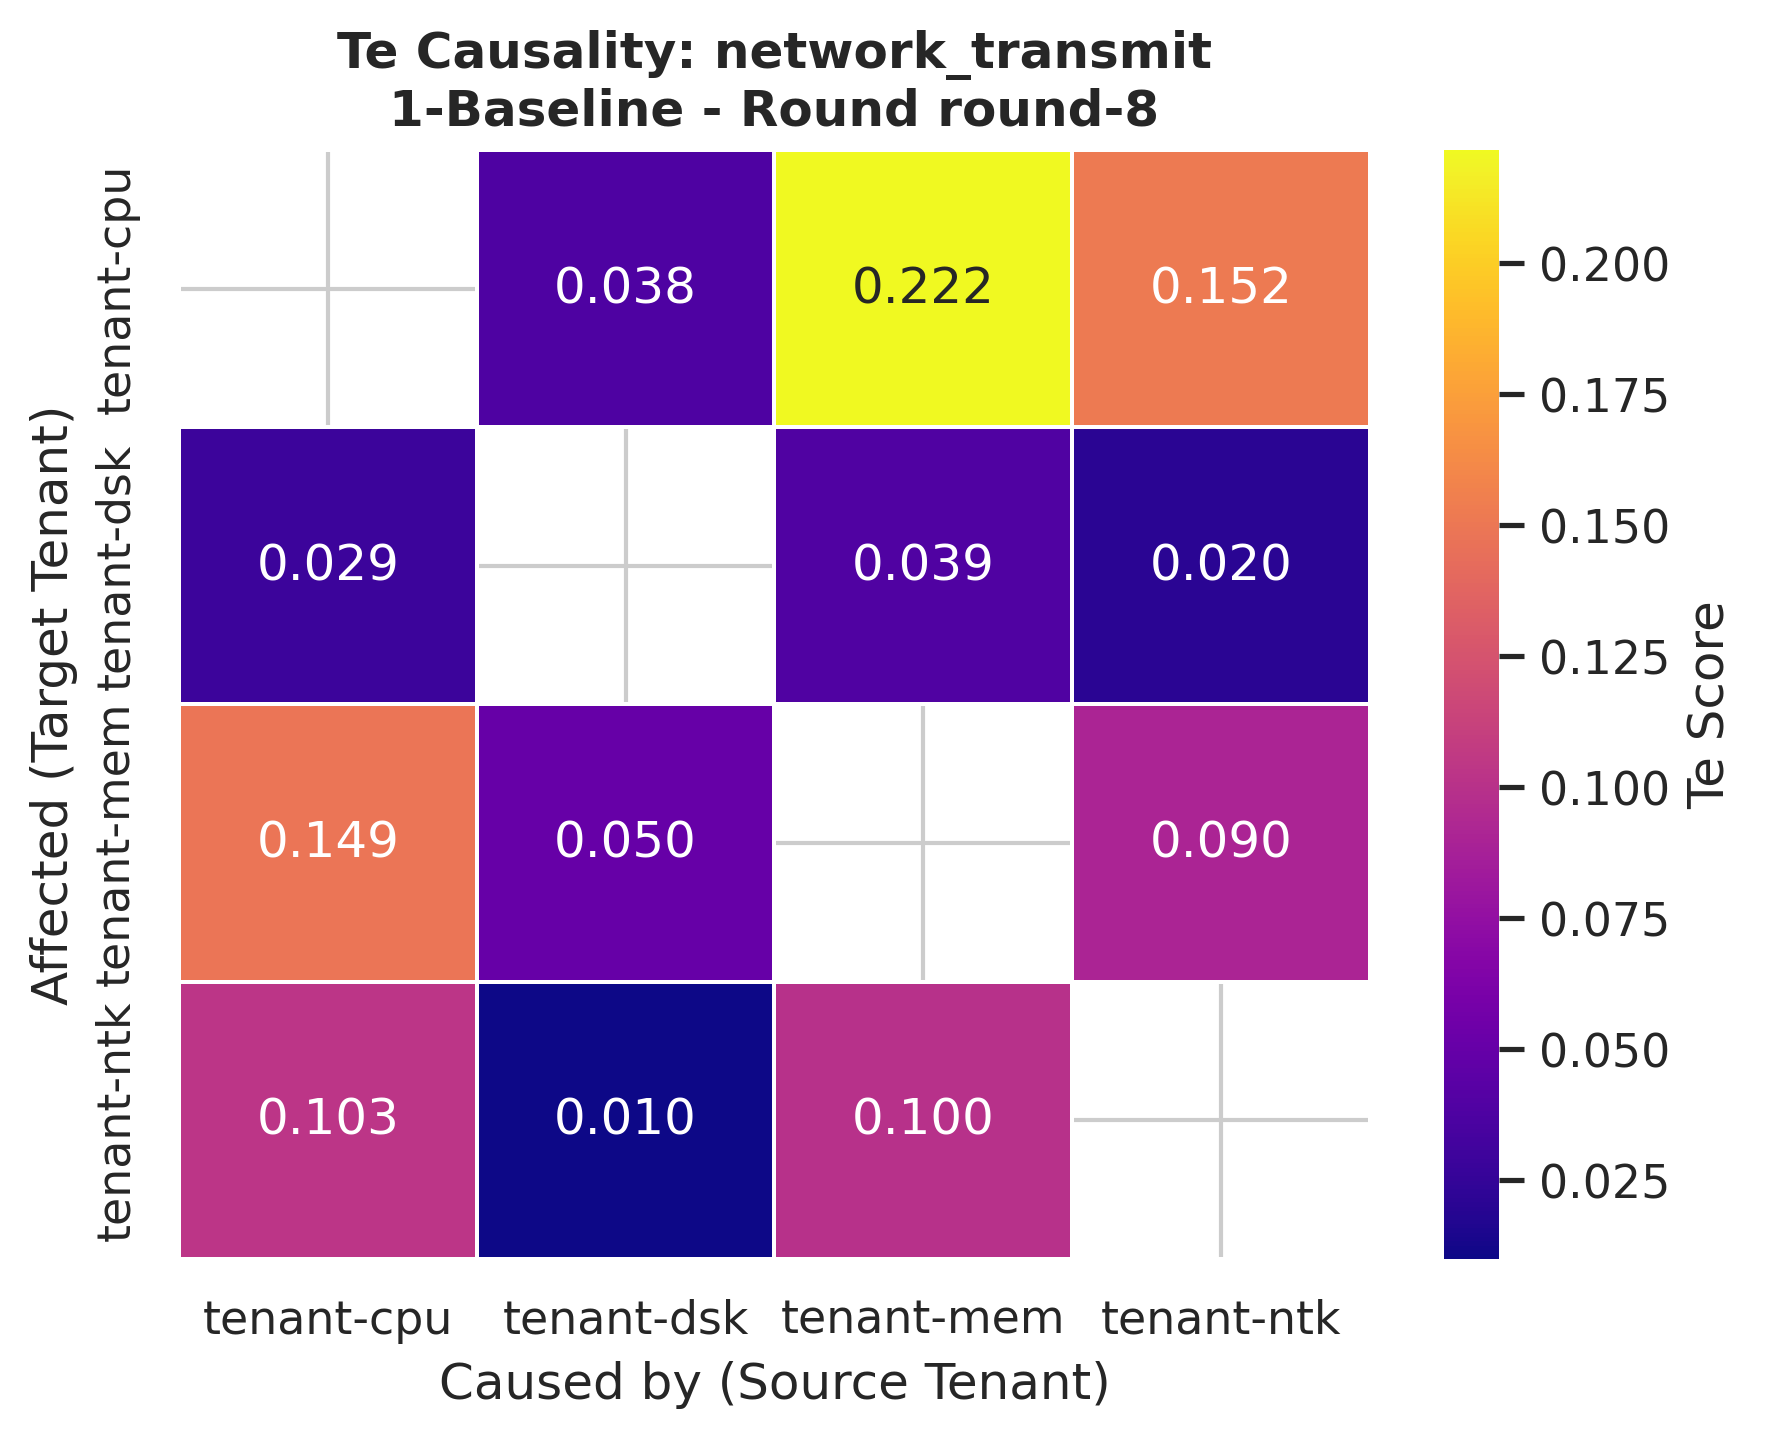 Te Causality: network_transmit
1-Baseline - Round round-8
Affected (Target Tenant)
tenant-cpu
0.038
0.222
0.152
tenant-dsk
0.029
0.039
0.020
tenant-mem
0.149
0.050
0.090
tenant-ntk
0.103
0.010
0.100
tenant-cpu
tenant-dsk
tenant-mem
tenant-ntk
Caused by (Source Tenant)
0.200
0.175
0.150
0.125
0.100
0.075
0.050
0.025
Te Score